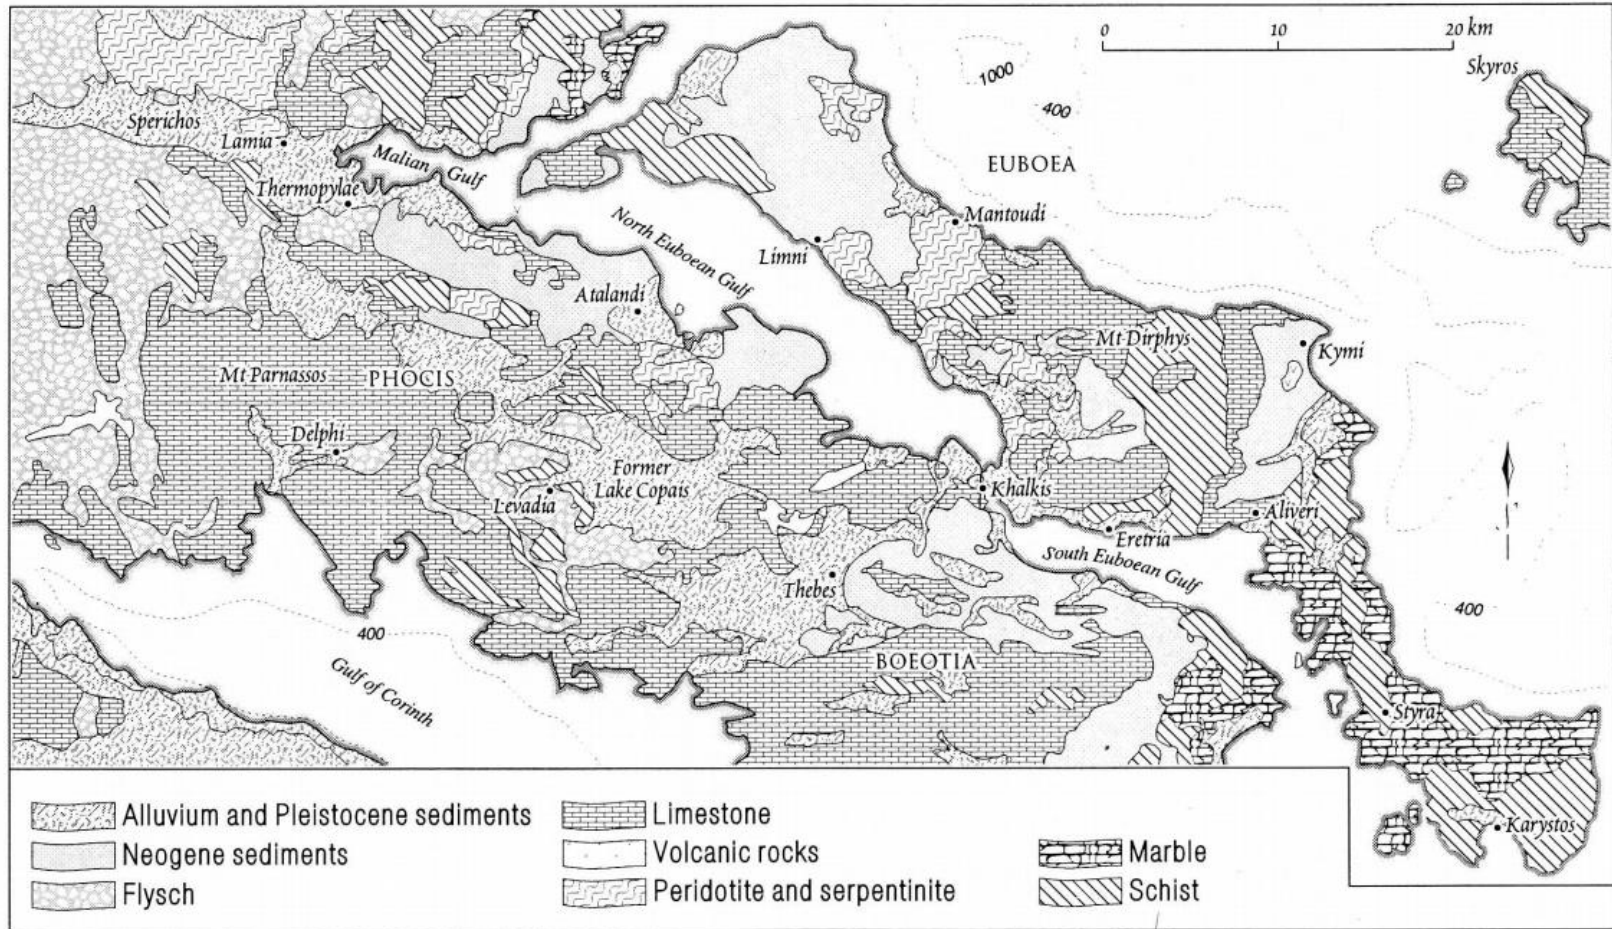 0 10 20 km
Skyros
1000
400
Sperichos
Lamia
Malian Gulf
EUBOEA
Thermopylae
Mantoudi
North Euboean Gulf
Limni
Atalandi
Mt Dirphys
Kymi
Mt Parnassos
PHOCIS
Delphi
Former
Lake Copais
Levadia
Khalkis
Aliveri
Eretria
South Euboean Gulf
Thebes
400
400
BOEOTIA
Gulf of Corinth
Styra
Karystos
Alluvium and Pleistocene sediments
Neogene sediments
Flysch
Limestone
Volcanic rocks
Peridotite and serpentinite
Marble
Schist